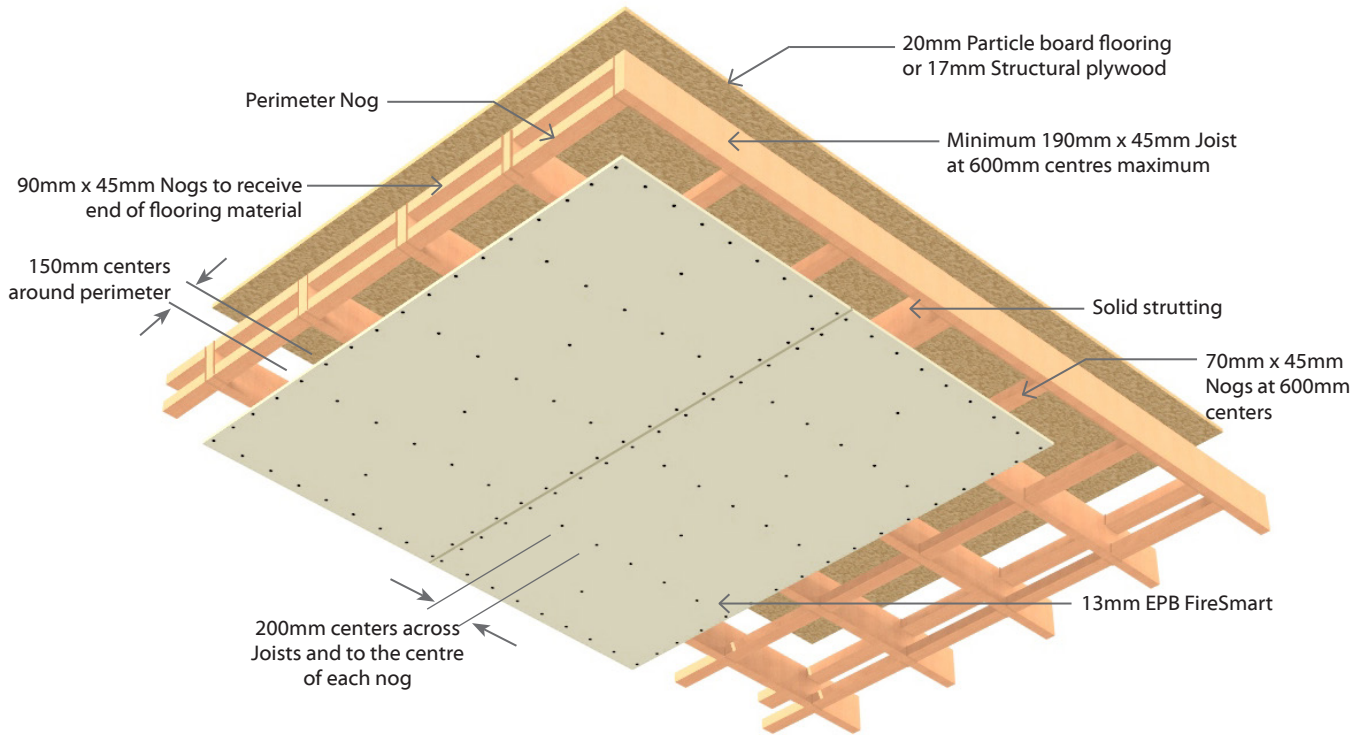 20mm Particle board flooring
or 17mm Structural plywood
Perimeter Nog
Minimum 190mm x 45mm Joist
at 600mm centres maximum
90mm x 45mm Nogs to receive
end of flooring material
150mm centers
around perimeter
Solid strutting
70mm x 45mm
Nogs at 600mm
centers
13mm EPB FireSmart
200mm centers across
Joists and to the centre
of each nog